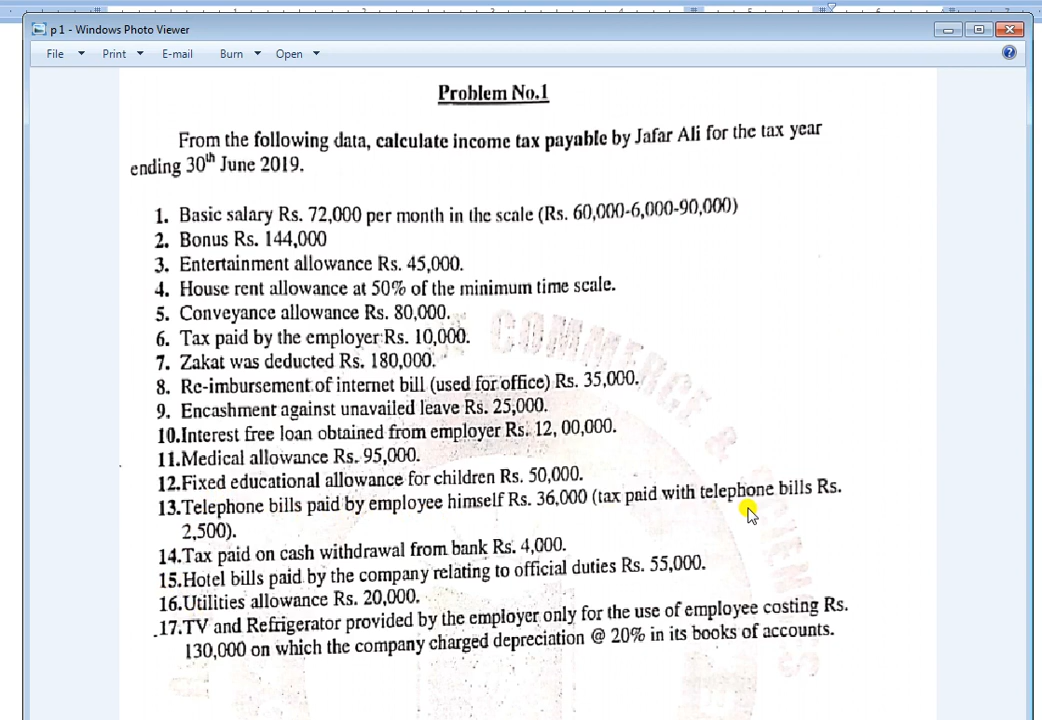 p1 - Windows Photo Viewer
File Print E-mail Burn Open
Problem No.1
From the following data, calculate income tax payable by Jafar Ali for the tax year
ending 30th June 2019.
1. Basic salary Rs. 72,000 per month in the scale (Rs. 60,000-6,000-90,000)
2. Bonus Rs. 144,000
3. Entertainment allowance Rs. 45,000.
4. House rent allowance at 50% of the minimum time scale.
5. Conveyance allowance Rs. 80,000.
6. Tax paid by the employer Rs. 10,000.
7. Zakat was deducted Rs. 180,000.
8. Re-imbursement of internet bill (used for office) Rs. 35,000.
9. Encashment against unavailed leave Rs. 25,000.
10.Interest free loan obtained from employer Rs. 12, 00,000.
11.Medical allowance Rs. 95,000.
12.Fixed educational allowance for children Rs. 50,000.
13.Telephone bills paid by employee himself Rs. 36,000 (tax paid with telephone bills Rs.
2,500).
14.Tax paid on cash withdrawal from bank Rs. 4,000.
15.Hotel bills paid by the company relating to official duties Rs. 55,000.
16.Utilities allowance Rs. 20,000.
17.TV and Refrigerator provided by the employer only for the use of employee costing Rs.
130,000 on which the company charged depreciation @ 20% in its books of accounts.
COMMERCE &